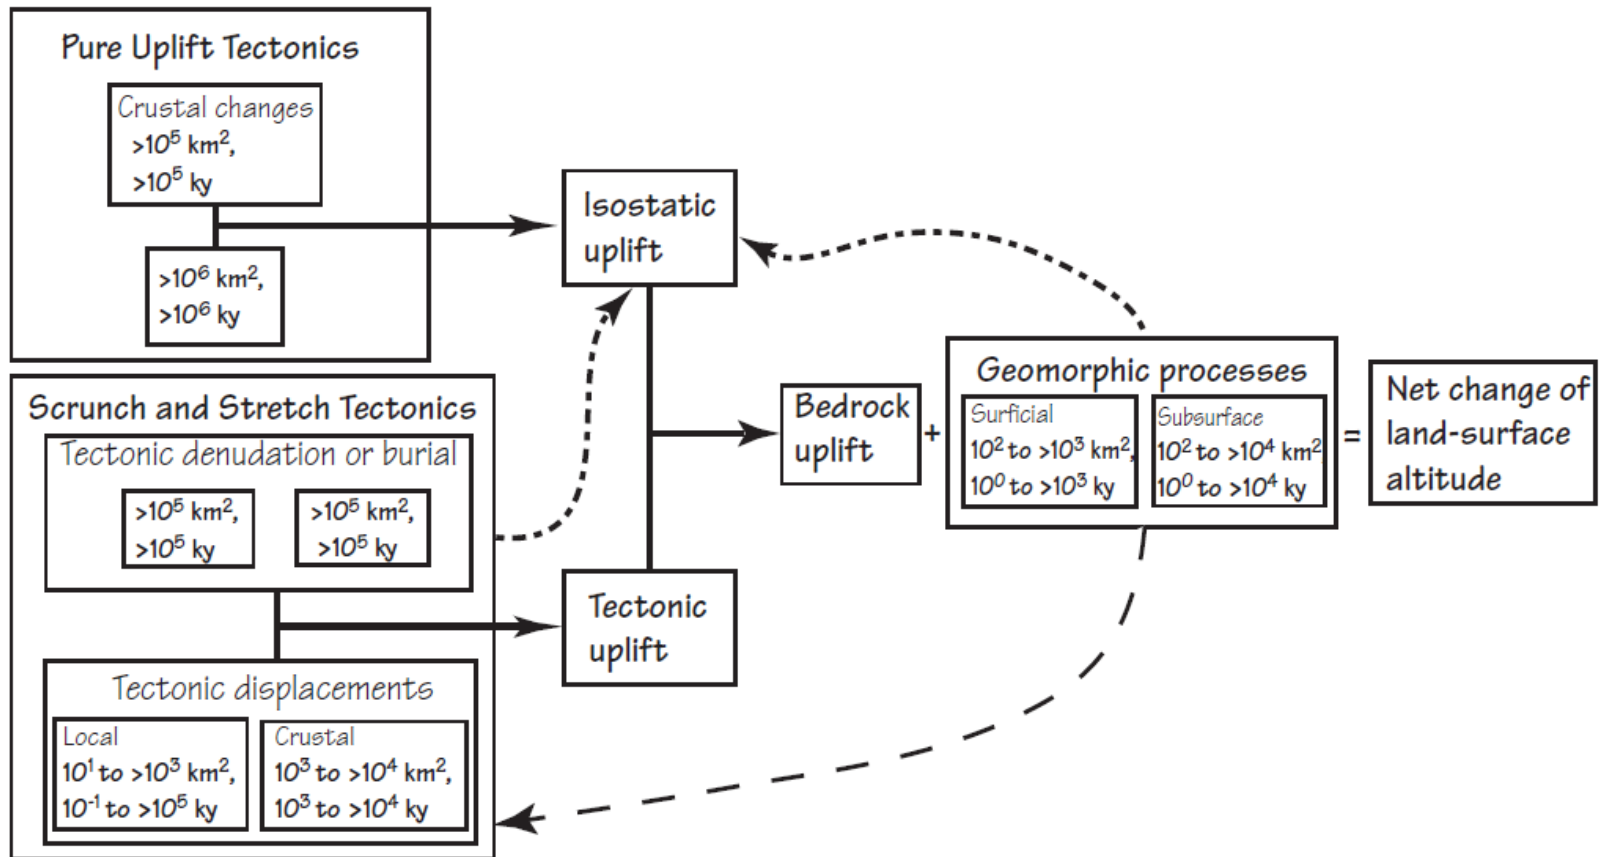 Pure Uplift Tectonics
Crustal changes
>10⁵ km²,
>10⁵ ky
>10⁶ km²,
>10⁶ ky
Scrunch and Stretch Tectonics
Tectonic denudation or burial
>10⁵ km²,
>10⁵ ky
>10⁵ km²,
>10⁵ ky
Tectonic displacements
Local
10¹ to >10³ km²,
10⁻¹ to >10⁵ ky
Crustal
10³ to >10⁴ km²,
10³ to >10⁴ ky
Isostatic
uplift
Tectonic
uplift
Bedrock
uplift
+
Geomorphic processes
Surficial
10² to >10³ km²,
10⁰ to >10³ ky
Subsurface
10² to >10⁴ km²
10⁰ to >10⁴ ky
=
Net change of
land-surface
altitude